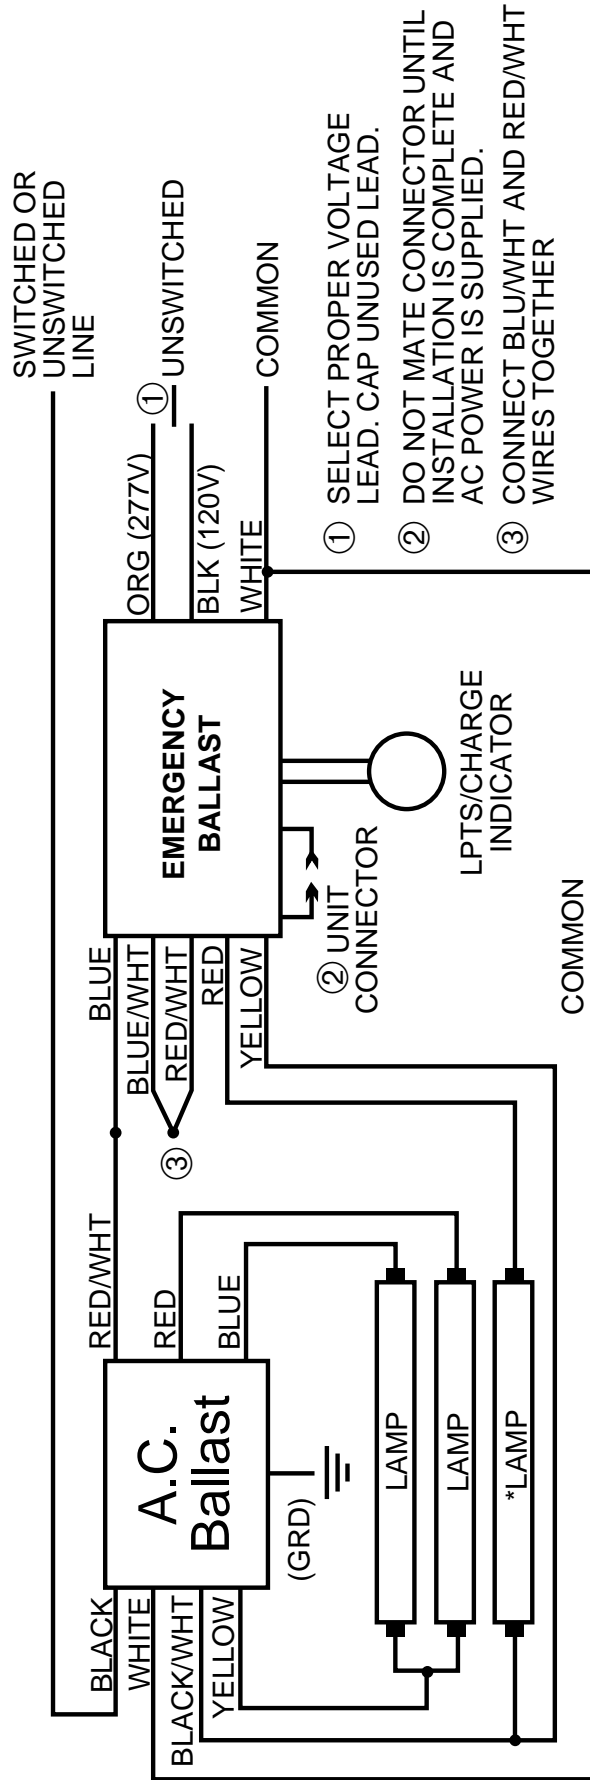 SWITCHED OR
UNSWITCHED
LINE
ORG (277V)
①
UNSWITCHED
BLK (120V)
WHITE
COMMON
EMERGENCY
BALLAST
BLUE
BLUE/WHT
RED/WHT
RED
YELLOW
③
② UNIT
CONNECTOR
LPTS/CHARGE
INDICATOR
COMMON
RED/WHT
RED
BLUE
A.C.
Ballast
(GRD)
BLACK
WHITE
BLACK/WHT
YELLOW
LAMP
LAMP
*LAMP
① SELECT PROPER VOLTAGE
LEAD. CAP UNUSED LEAD.
② DO NOT MATE CONNECTOR UNTIL
INSTALLATION IS COMPLETE AND
AC POWER IS SUPPLIED.
③ CONNECT BLU/WHT AND RED/WHT
WIRES TOGETHER